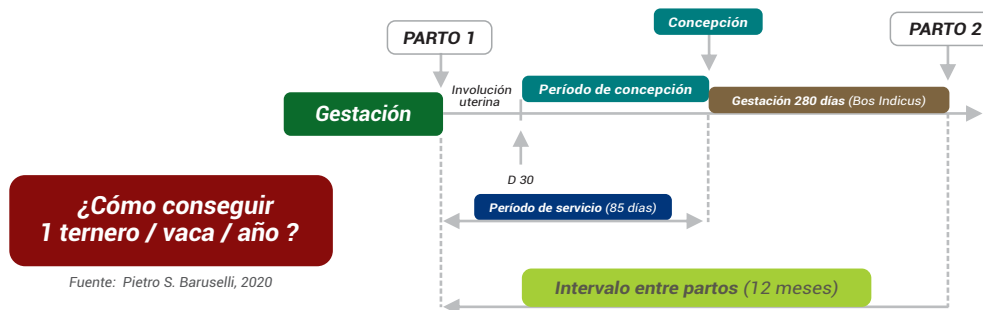 Concepción
PARTO 1
PARTO 2
Involución
uterina
Período de concepción
Gestación 280 días (Bos Indicus)
Gestación
D 30
¿Cómo conseguir
1 ternero / vaca / año ?
Período de servicio (85 días)
Fuente: Pietro S. Baruselli, 2020
Intervalo entre partos (12 meses)